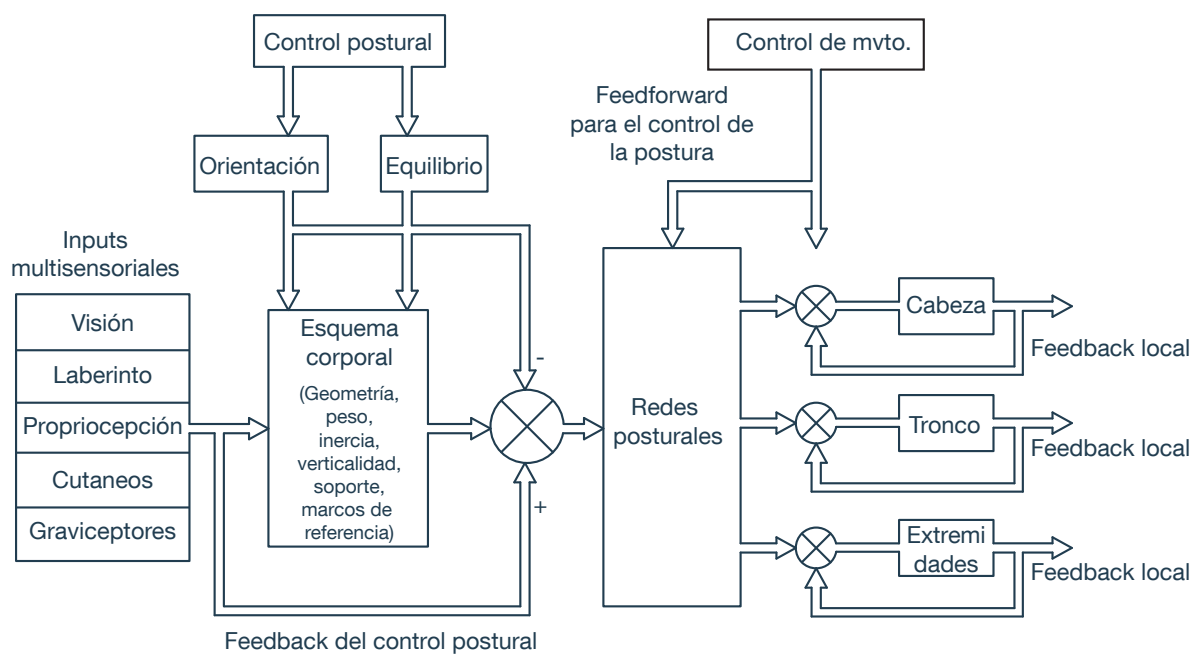 Control postural
Control de mvto.
Feedforward
para el control de
la postura
Orientación
Equilibrio
Inputs
multisensoriales
Visión
Laberinto
Propriocepción
Cutaneos
Graviceptores
Esquema
corporal
(Geometría,
peso,
inercia,
verticalidad,
soporte,
marcos de
referencia)
-
+
Feedback del control postural
Redes
posturales
Cabeza
Feedback local
Tronco
Feedback local
Extremi
dades
Feedback local